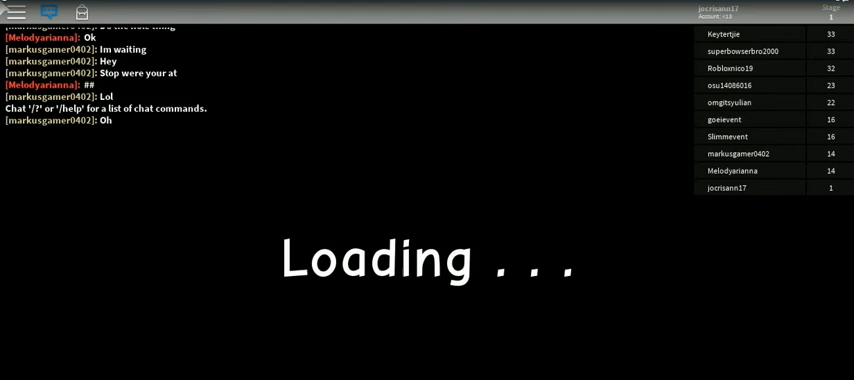 jocrisann17
Account: <13
Stage
1
[Melodyarianna]: Ok
[markusgamer0402]: Im waiting
[markusgamer0402]: Hey
[markusgamer0402]: Stop were your at
[Melodyarianna]: ##
[markusgamer0402]: Lol
Chat '/?' or '/help' for a list of chat commands.
[markusgamer0402]: Oh
Keytertjie 33
superbowserbro2000 33
Robloxnico19 32
osu14086016 23
omgitsyulian 22
goeievent 16
Slimmevent 16
markusgamer0402 14
Melodyarianna 14
jocrisann17 1
Loading . . .